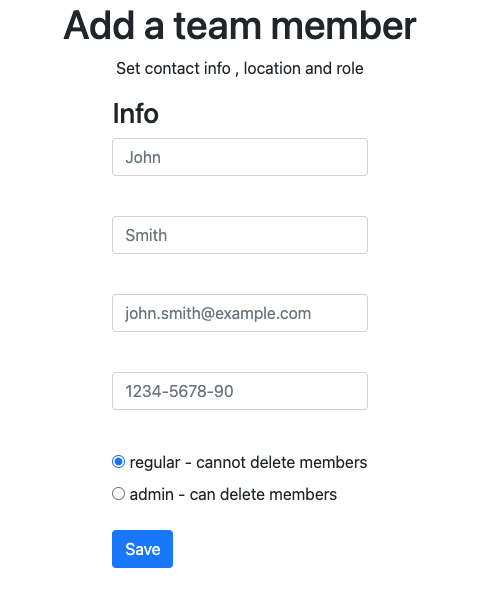 Add a team member
Set contact info , location and role
Info
John
Smith
john.smith@example.com
1234-5678-90
regular - cannot delete members
admin - can delete members
Save